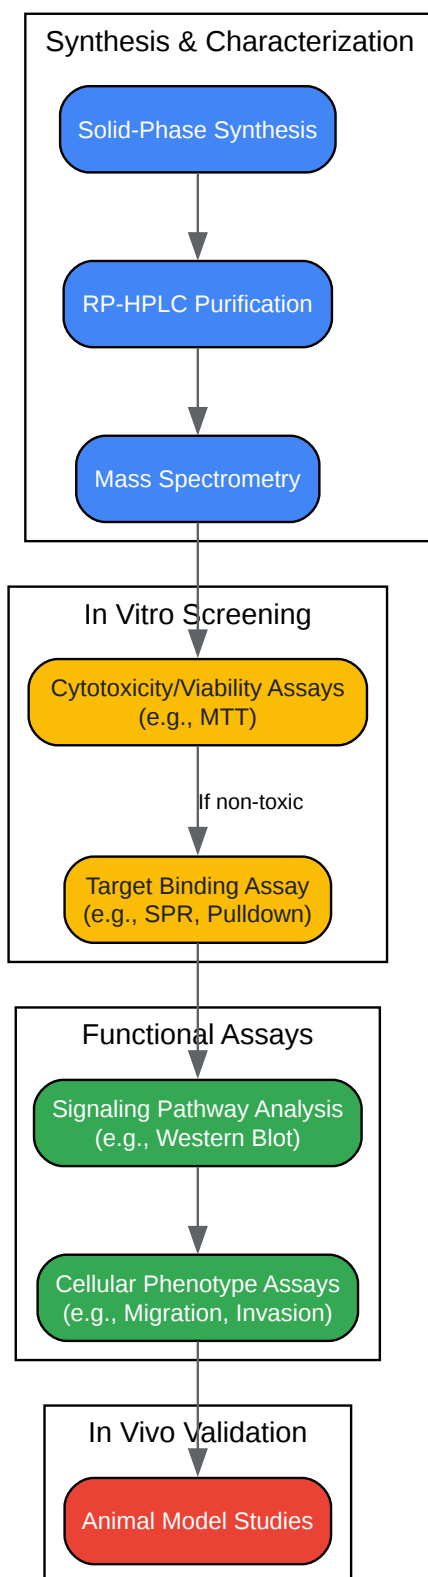 Synthesis & Characterization
Solid-Phase Synthesis
RP-HPLC Purification
Mass Spectrometry
In Vitro Screening
Cytotoxicity/Viability Assays
(e.g., MTT)
If non-toxic
Target Binding Assay
(e.g., SPR, Pulldown)
Functional Assays
Signaling Pathway Analysis
(e.g., Western Blot)
Cellular Phenotype Assays
(e.g., Migration, Invasion)
In Vivo Validation
Animal Model Studies